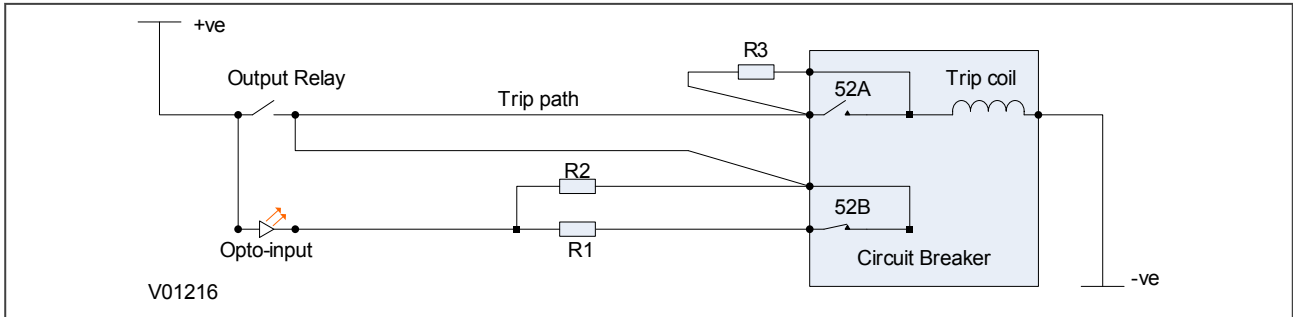 +ve
R3
Output Relay
52A
Trip coil
Trip path
R2
52B
Opto-input
R1
Circuit Breaker
-ve
V01216